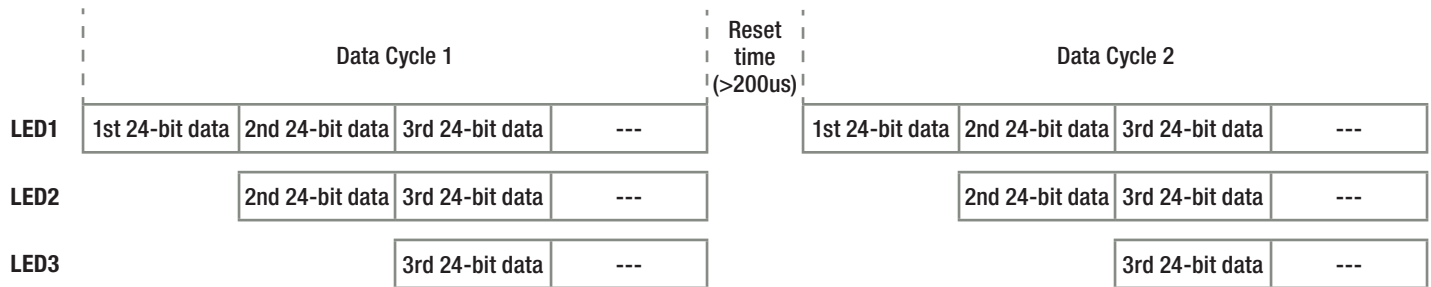 Data Cycle 1
Reset
time
(>200us)
Data Cycle 2
LED1 1st 24-bit data 2nd 24-bit data 3rd 24-bit data --- 1st 24-bit data 2nd 24-bit data 3rd 24-bit data ---
LED2 2nd 24-bit data 3rd 24-bit data --- 2nd 24-bit data 3rd 24-bit data ---
LED3 3rd 24-bit data --- 3rd 24-bit data ---